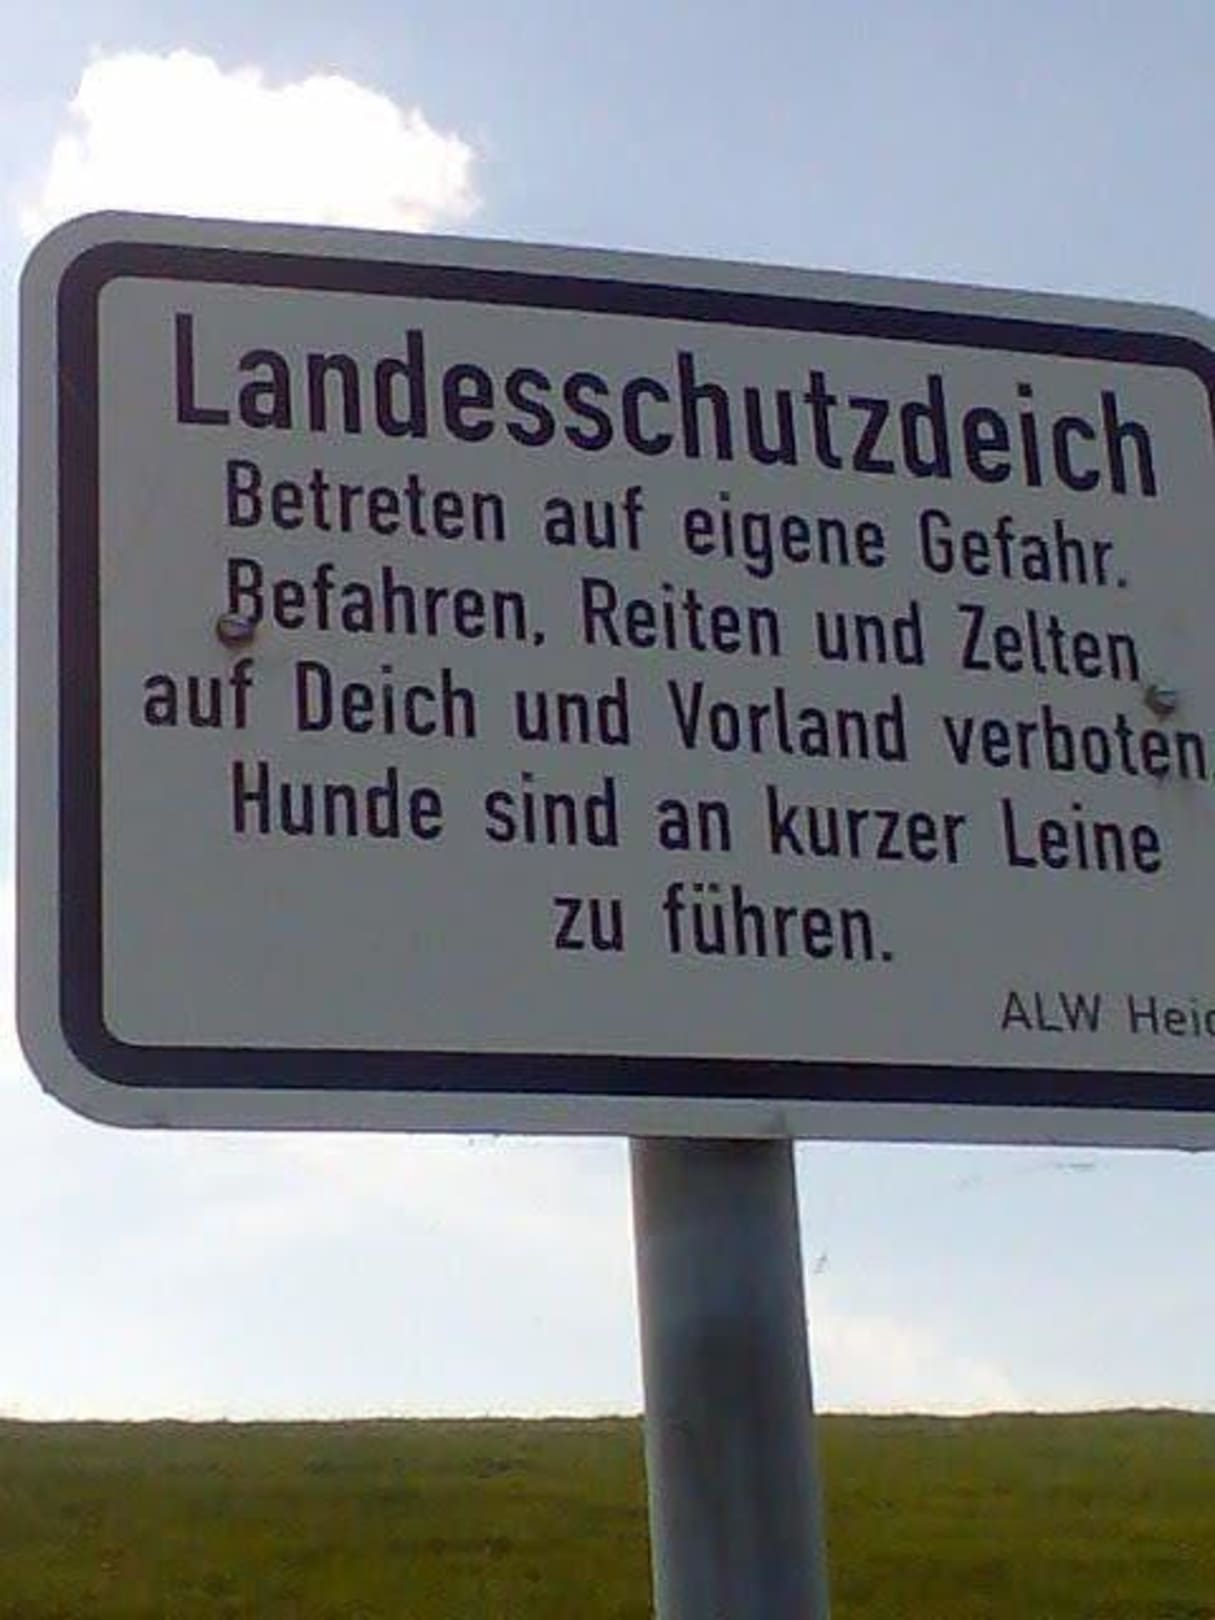 Landesschutzdeich
Betreten auf eigene Gefahr.
Befahren, Reiten und Zelten
auf Deich und Vorland verboten.
Hunde sind an kurzer Leine
zu führen.
ALW